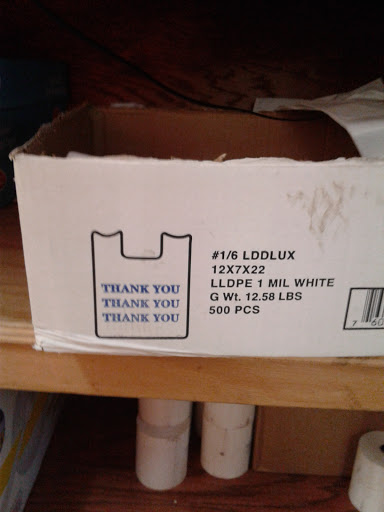 THANK YOU
THANK YOU
THANK YOU
#1/6 LDDLUX
12X7X22
LLDPE 1 MIL WHITE
G Wt. 12.58 LBS
500 PCS